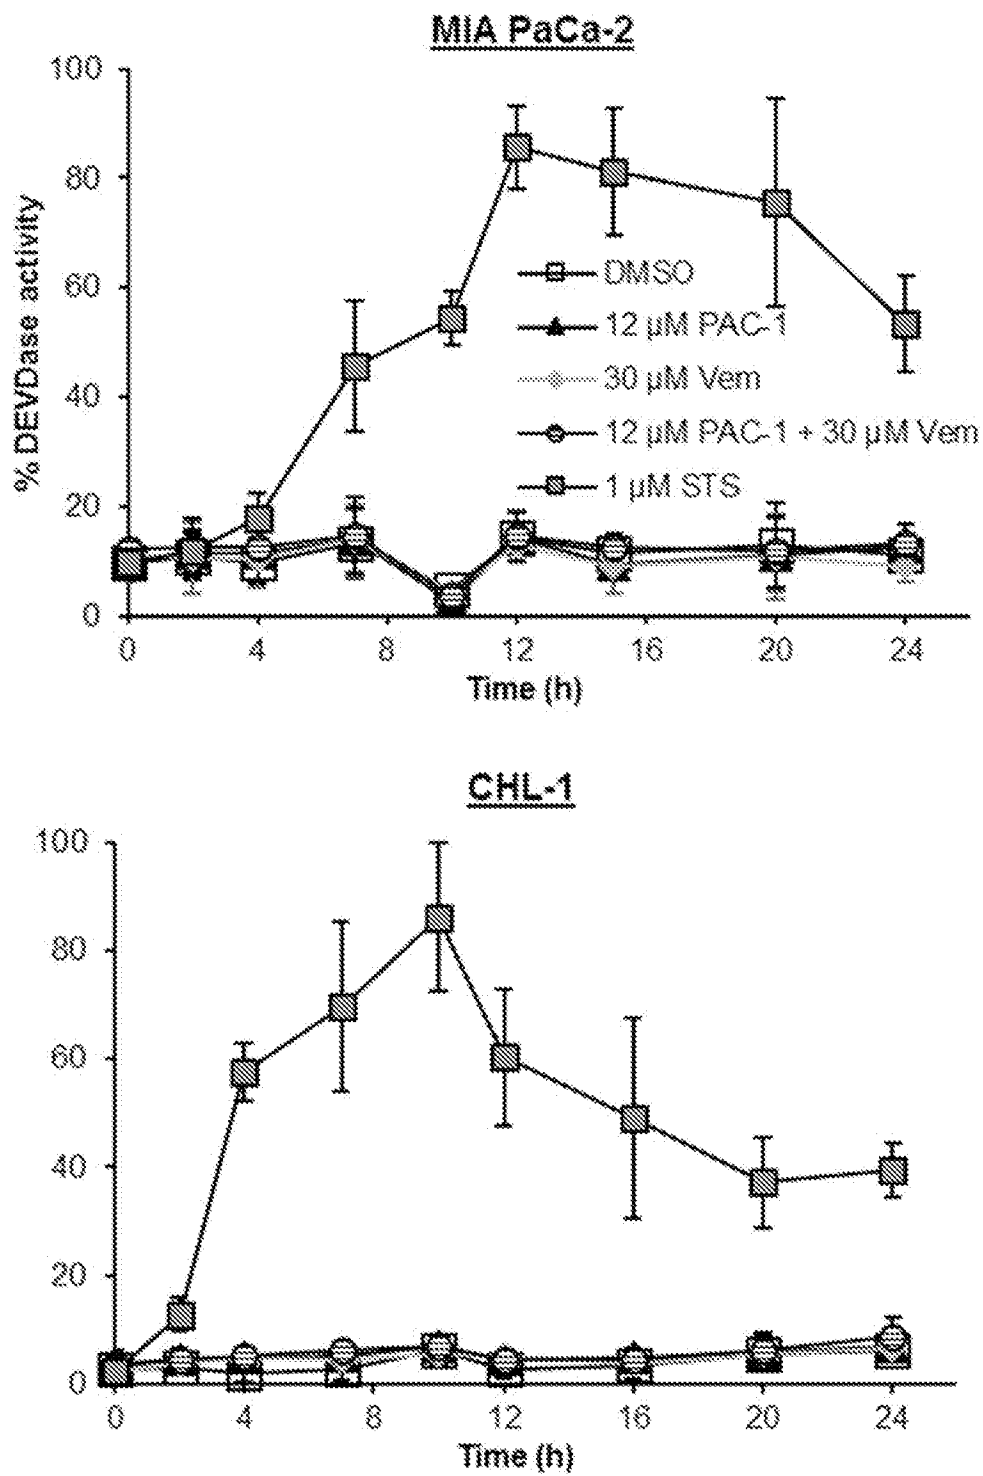 MIA PaCa-2
100
80
60
40
20
0
% DEVDase activity
DMSO
12 µM PAC-1
30 µM Vem
12 µM PAC-1 + 30 µM Vem
1 µM STS
0 4 8 12 16 20 24
Time (h)
CHL-1
100
80
60
40
20
0
0 4 8 12 16 20 24
Time (h)